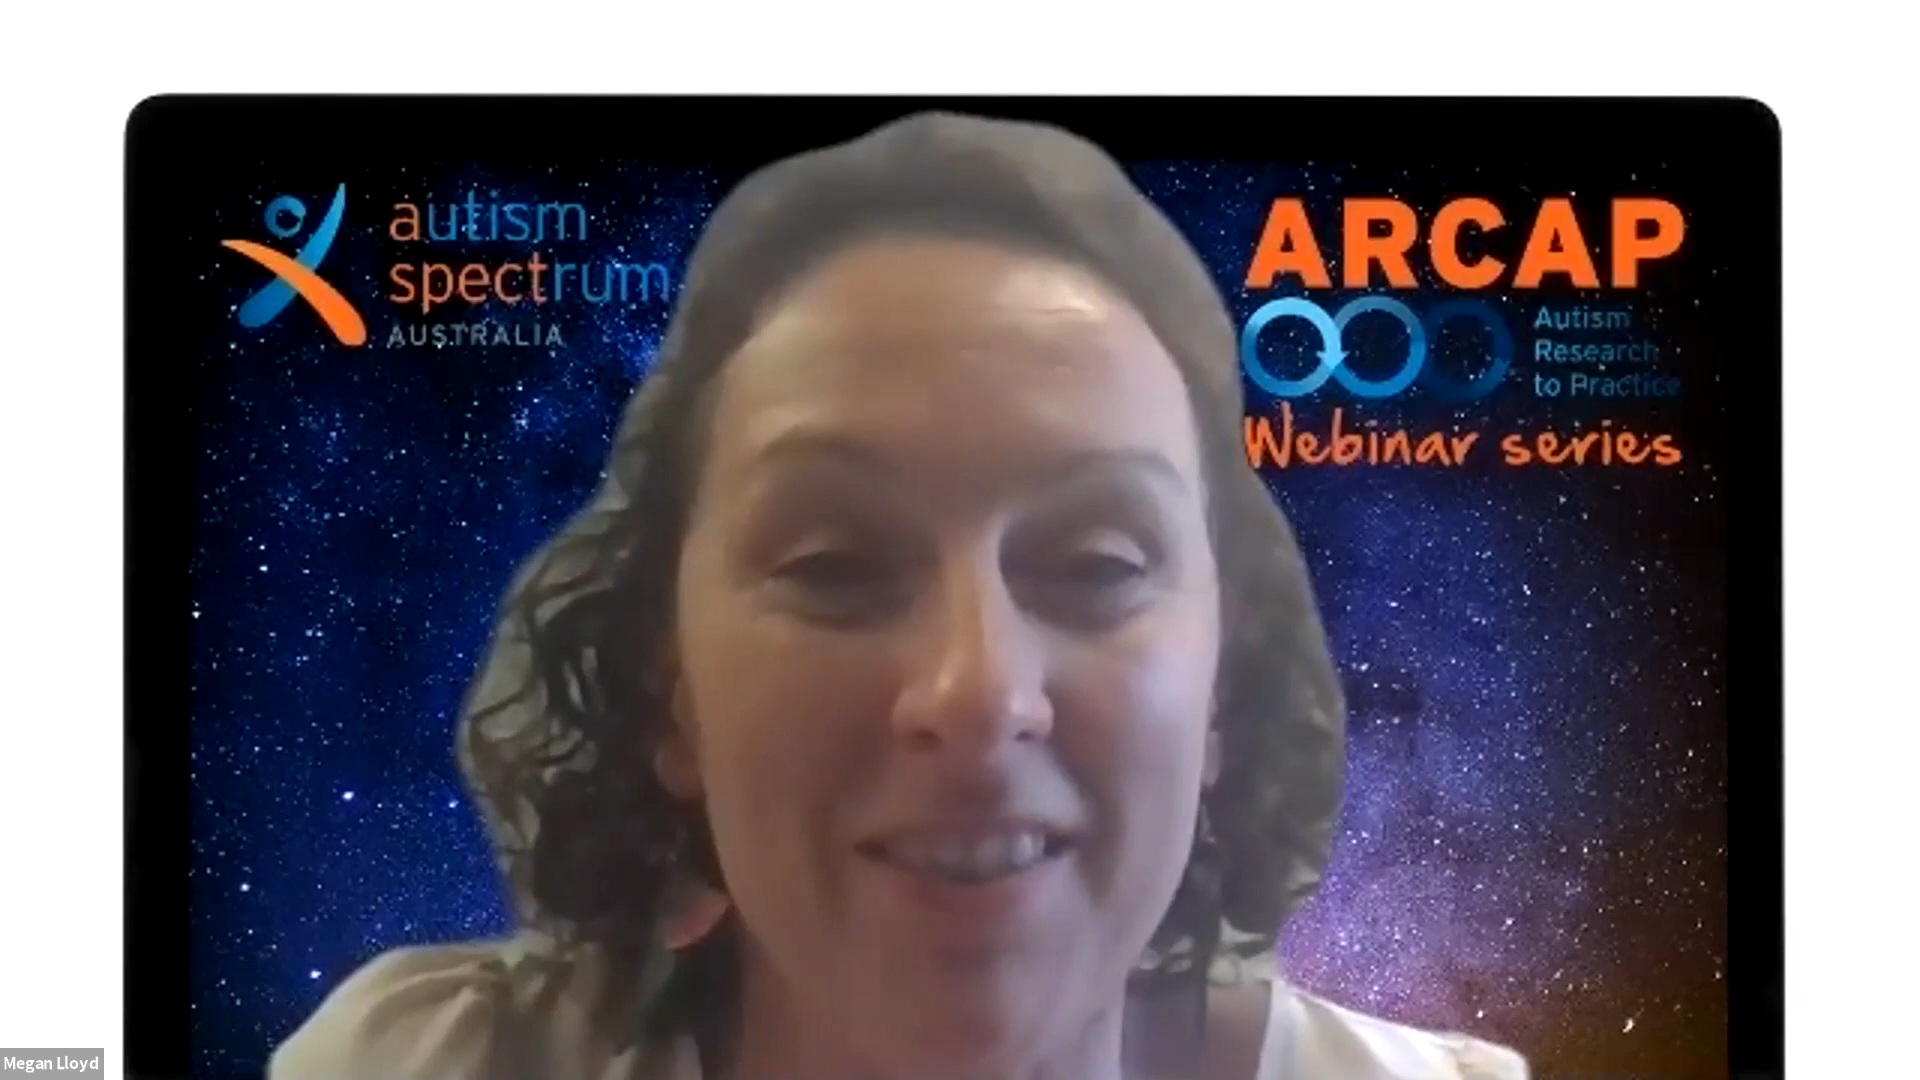 autism
spectrum
AUSTRALIA
ARCAP
Autism
Research
to Practice
Webinar series
Megan Lloyd